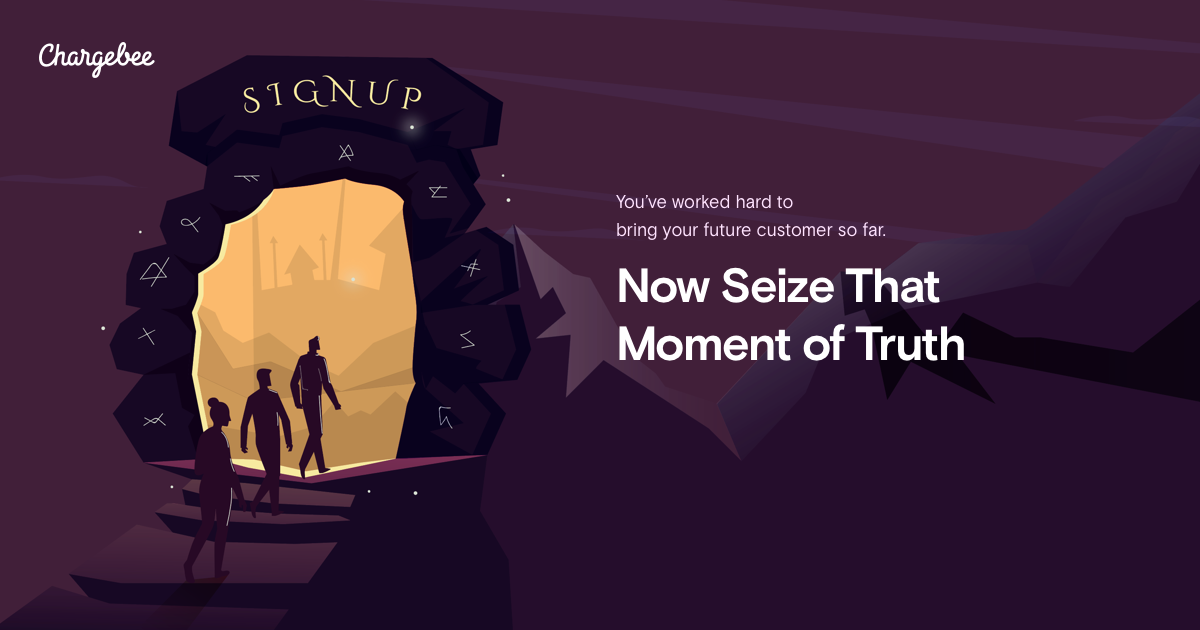 Chargebee
SIGNUP
You've worked hard to
bring your future customer so far.
Now Seize That
Moment of Truth